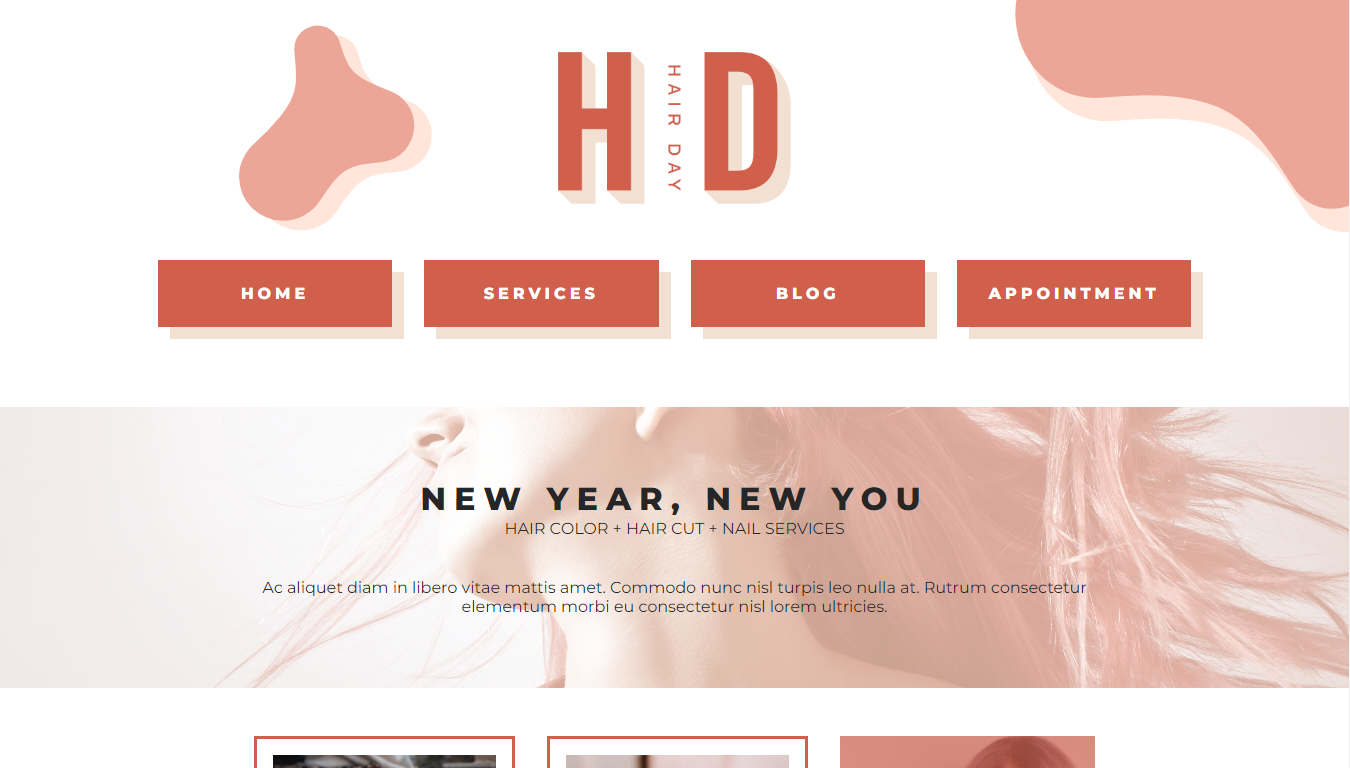 H HAIR DAY D
HOME SERVICES BLOG APPOINTMENT
NEW YEAR, NEW YOU
HAIR COLOR + HAIR CUT + NAIL SERVICES
Ac aliquet diam in libero vitae mattis amet. Commodo nunc nisl turpis leo nulla at. Rutrum consectetur
elementum morbi eu consectetur nisl lorem ultricies.